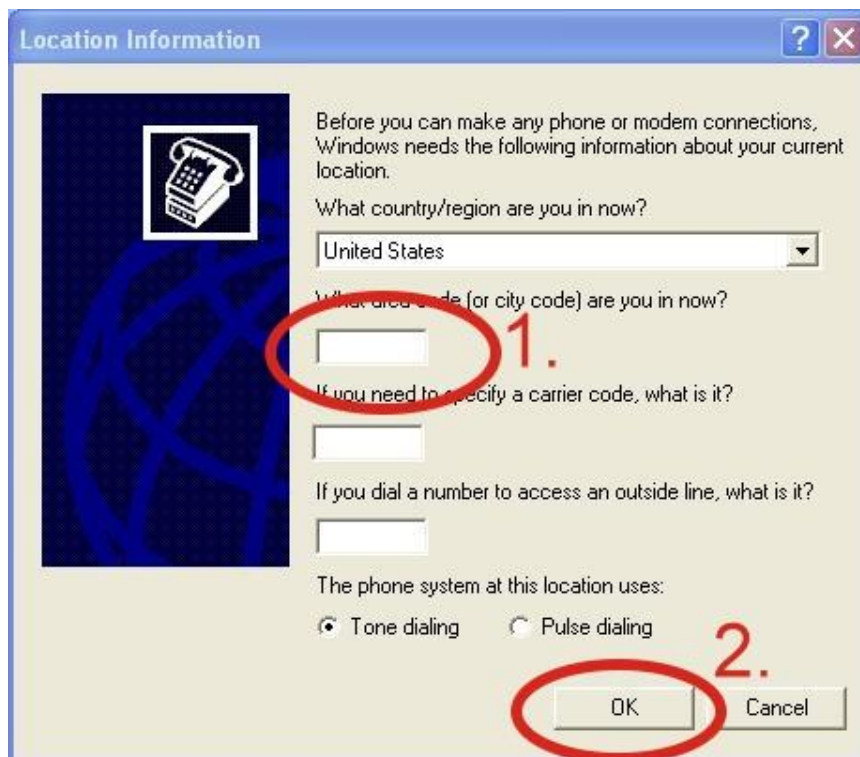 Location Information
Before you can make any phone or modem connections,
Windows needs the following information about your current
location.
What country/region are you in now?
United States
What area code (or city code) are you in now?
1.
If you need to specify a carrier code, what is it?
If you dial a number to access an outside line, what is it?
The phone system at this location uses:
Tone dialing Pulse dialing
2.
OK Cancel